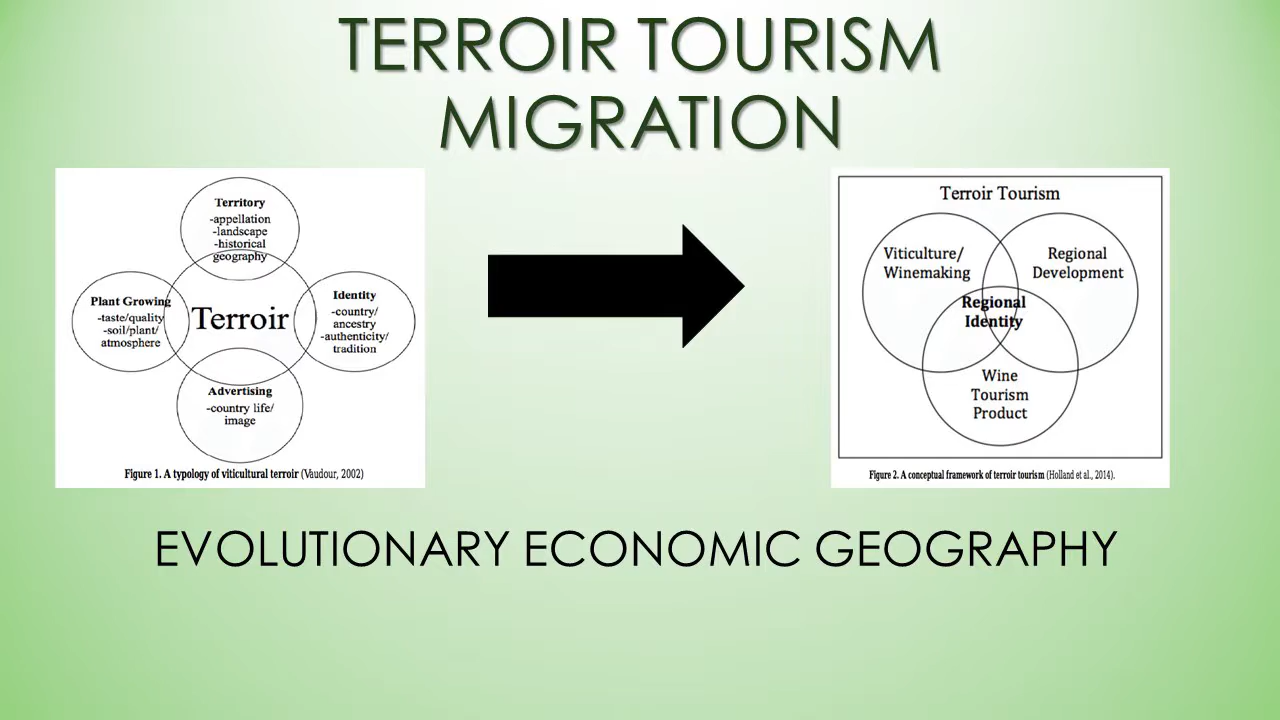 TERROIR TOURISM
MIGRATION
Territory
-appellation
-landscape
-historical
geography
Plant Growing
-taste/quality
-soil/plant/
atmosphere
Terroir
Identity
-country/
ancestry
-authenticity/
tradition
Advertising
-country life/
image
Figure 1. A typology of viticultural terroir (Vaudour, 2002)
Terroir Tourism
Viticulture/
Winemaking
Regional
Development
Regional
Identity
Wine
Tourism
Product
Figure 2. A conceptual framework of terroir tourism (Holland et al., 2014).
EVOLUTIONARY ECONOMIC GEOGRAPHY